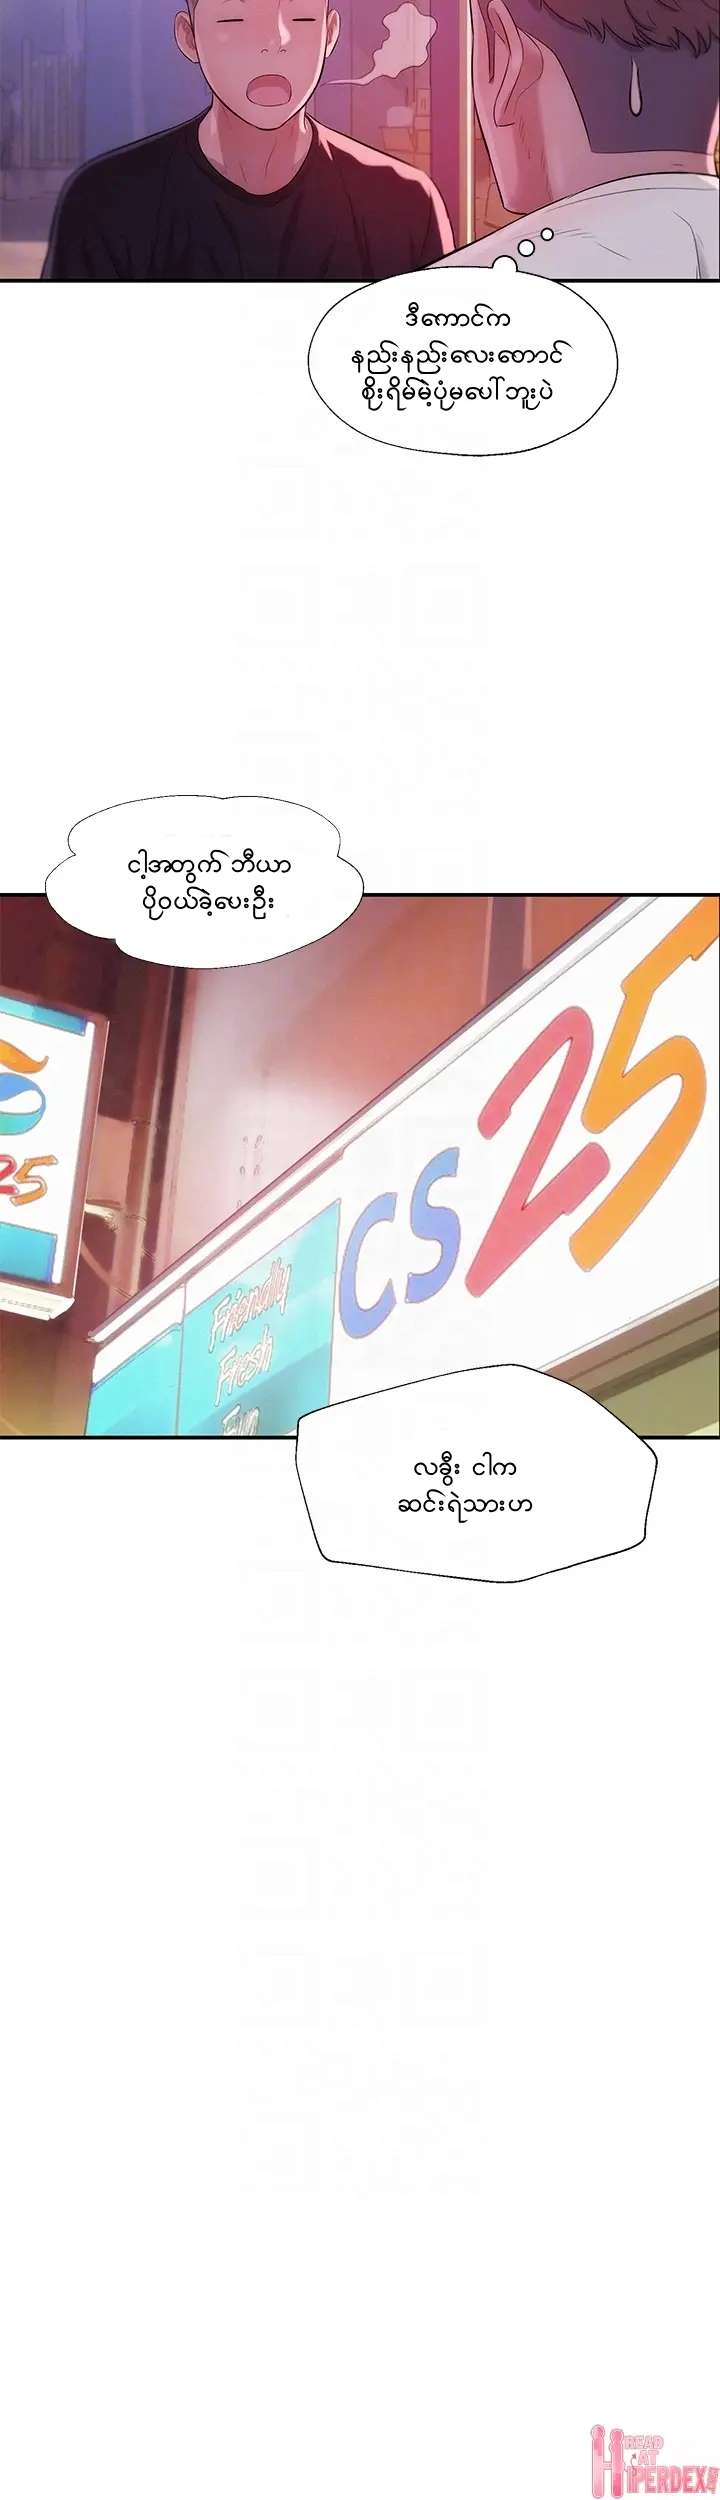 ဒီကောင်က
နည်းနည်းလေးတောင်
စိုးရိမ်မဲ့ပုံမပေါ်ဘူးပဲ
ငါ့အတွက် ဘီယာ
ပိုဝယ်ခဲ့ပေးဦး
25
CS25
Friendly
Fresh
Fun
လခွီး ငါက
ဆင်းရဲသားဟ
READ
AT
HIPERDEX